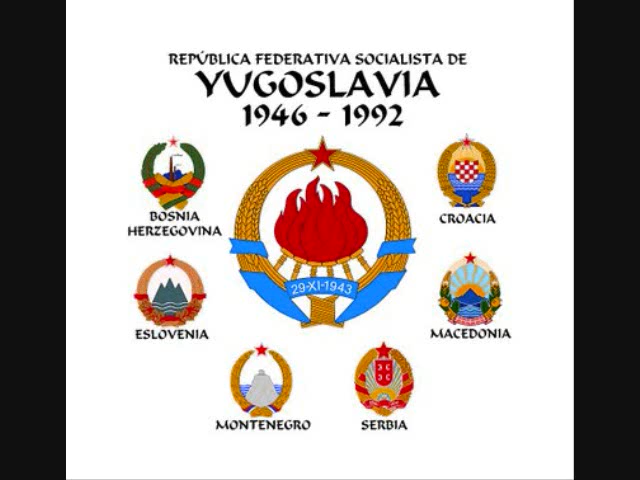 REPÚBLICA FEDERATIVA SOCIALISTA DE
YUGOSLAVIA
1946 - 1992
BOSNIA
HERZEGOVINA
CROACIA
29-XI-1943
ESLOVENIA
MACEDONIA
MONTENEGRO
SERBIA